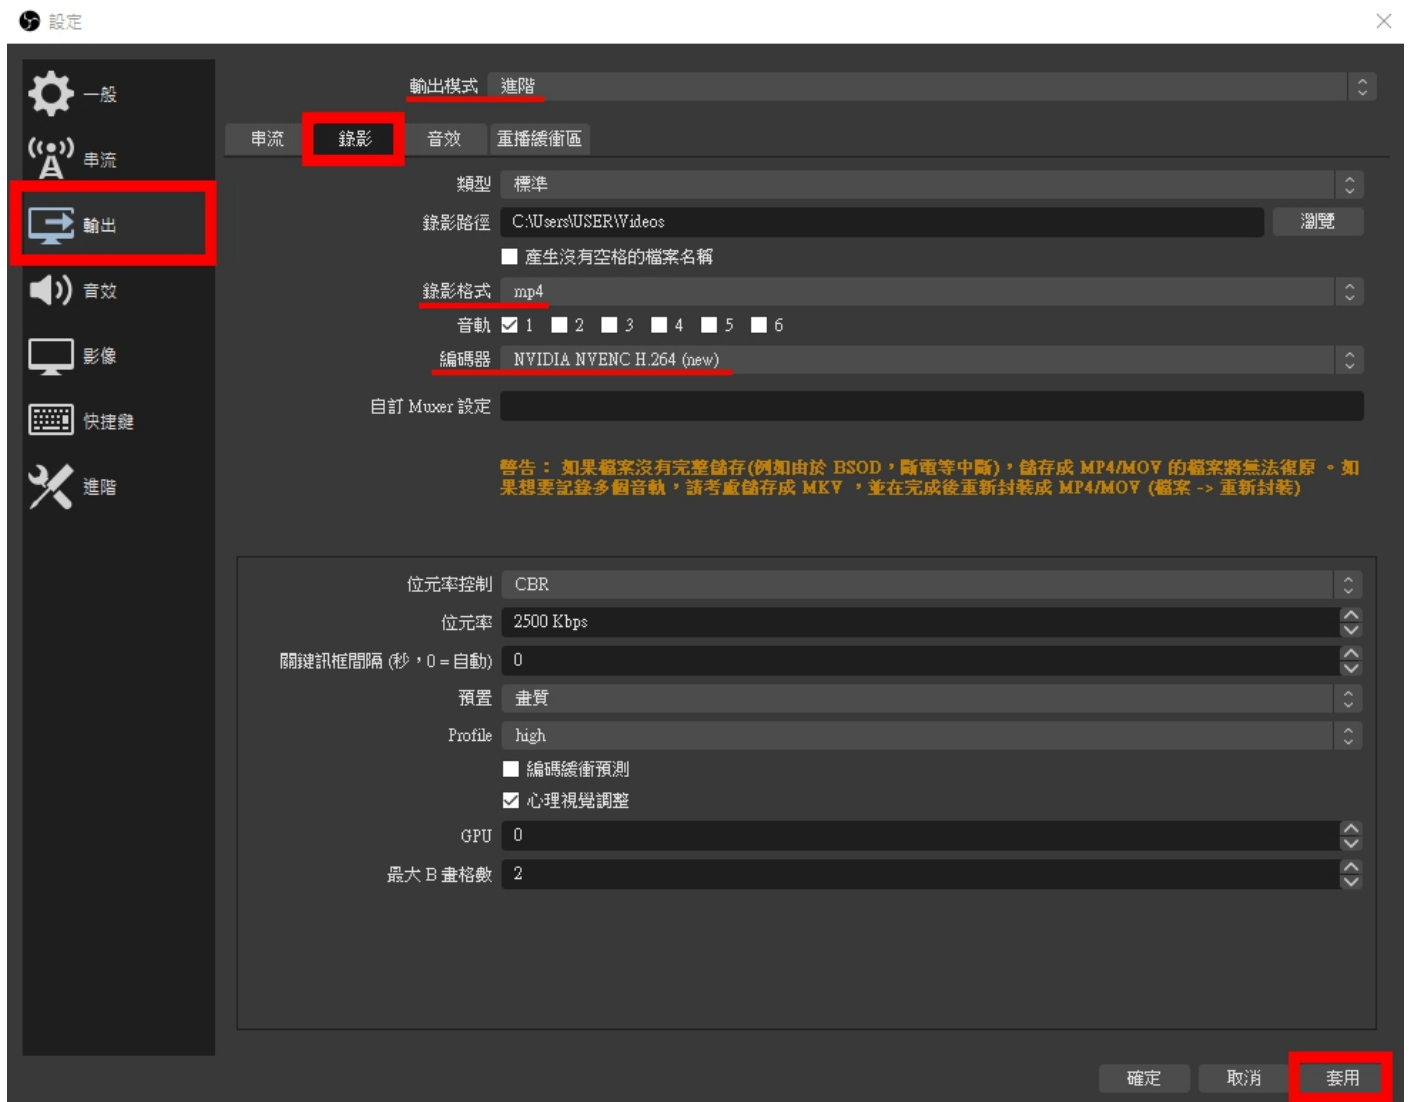 設定
一般
串流
輸出
音效
影像
快捷鍵
進階
輸出模式 進階
串流 錄影 音效 重播緩衝區
類型 標準
錄影路徑 C:\Users\USER\Videos 瀏覽
產生沒有空格的檔案名稱
錄影格式 mp4
音軌 1 2 3 4 5 6
編碼器 NVIDIA NVENC H.264 (new)
自訂 Muxer 設定
警告： 如果檔案沒有完整儲存(例如由於 BSOD，斷電等中斷)，儲存成 MP4/MOV 的檔案將無法復原 。如
果想要記錄多個音軌，請考慮儲存成 MKV ，並在完成後重新封裝成 MP4/MOV (檔案 -> 重新封裝)
位元率控制 CBR
位元率 2500 Kbps
關鍵訊框間隔 (秒，0 = 自動) 0
預置 畫質
Profile high
編碼緩衝預測
心理視覺調整
GPU 0
最大 B 畫格數 2
確定 取消 套用